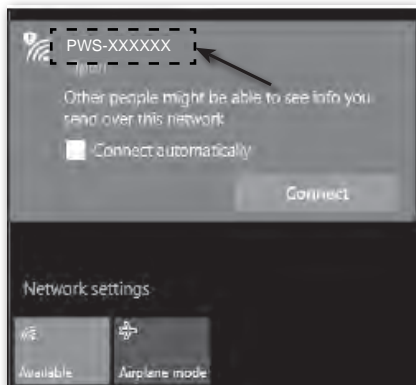 PWS-XXXXXX
Open
Other people might be able to see info you
send over this network
Connect automatically
Connect
Network settings
Available
Airplane mode